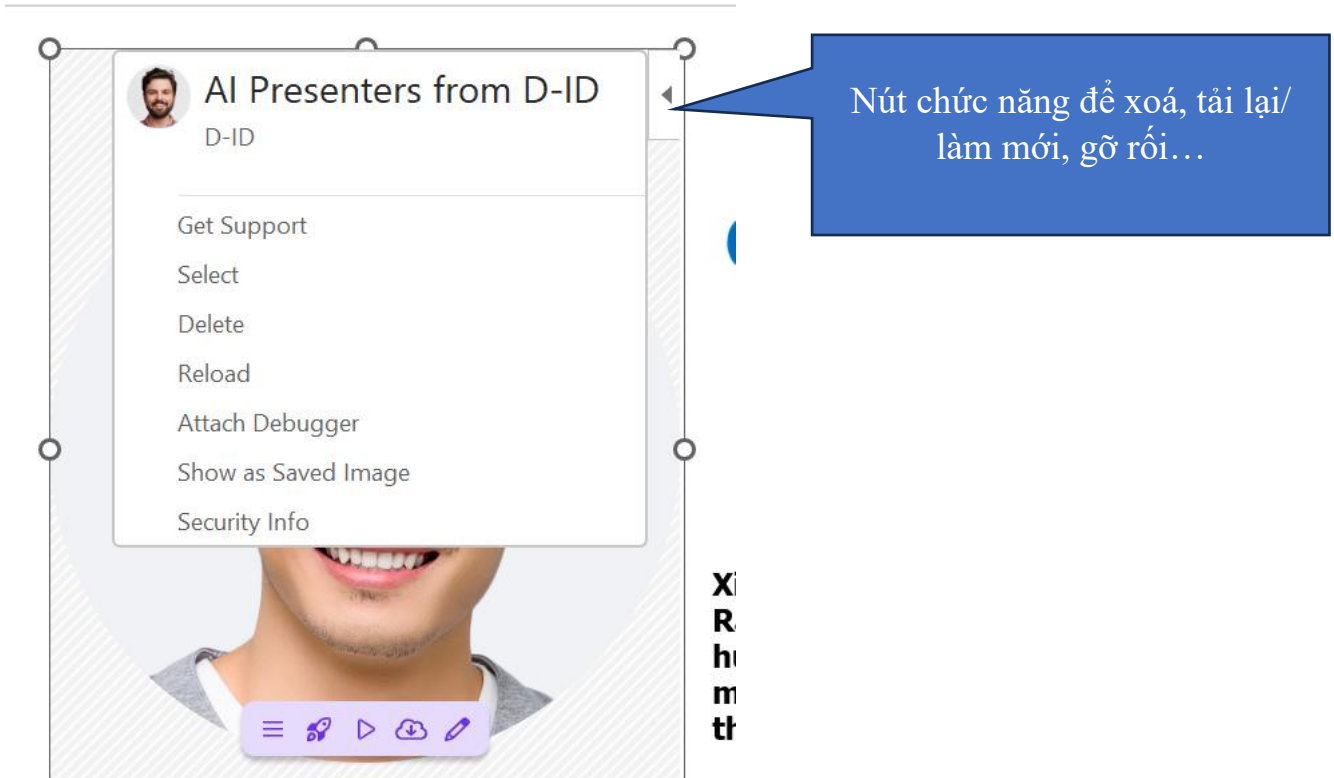 AI Presenters from D-ID
D-ID
Nút chức năng để xoá, tải lại/
làm mới, gỡ rối…
Get Support
Select
Delete
Reload
Attach Debugger
Show as Saved Image
Security Info